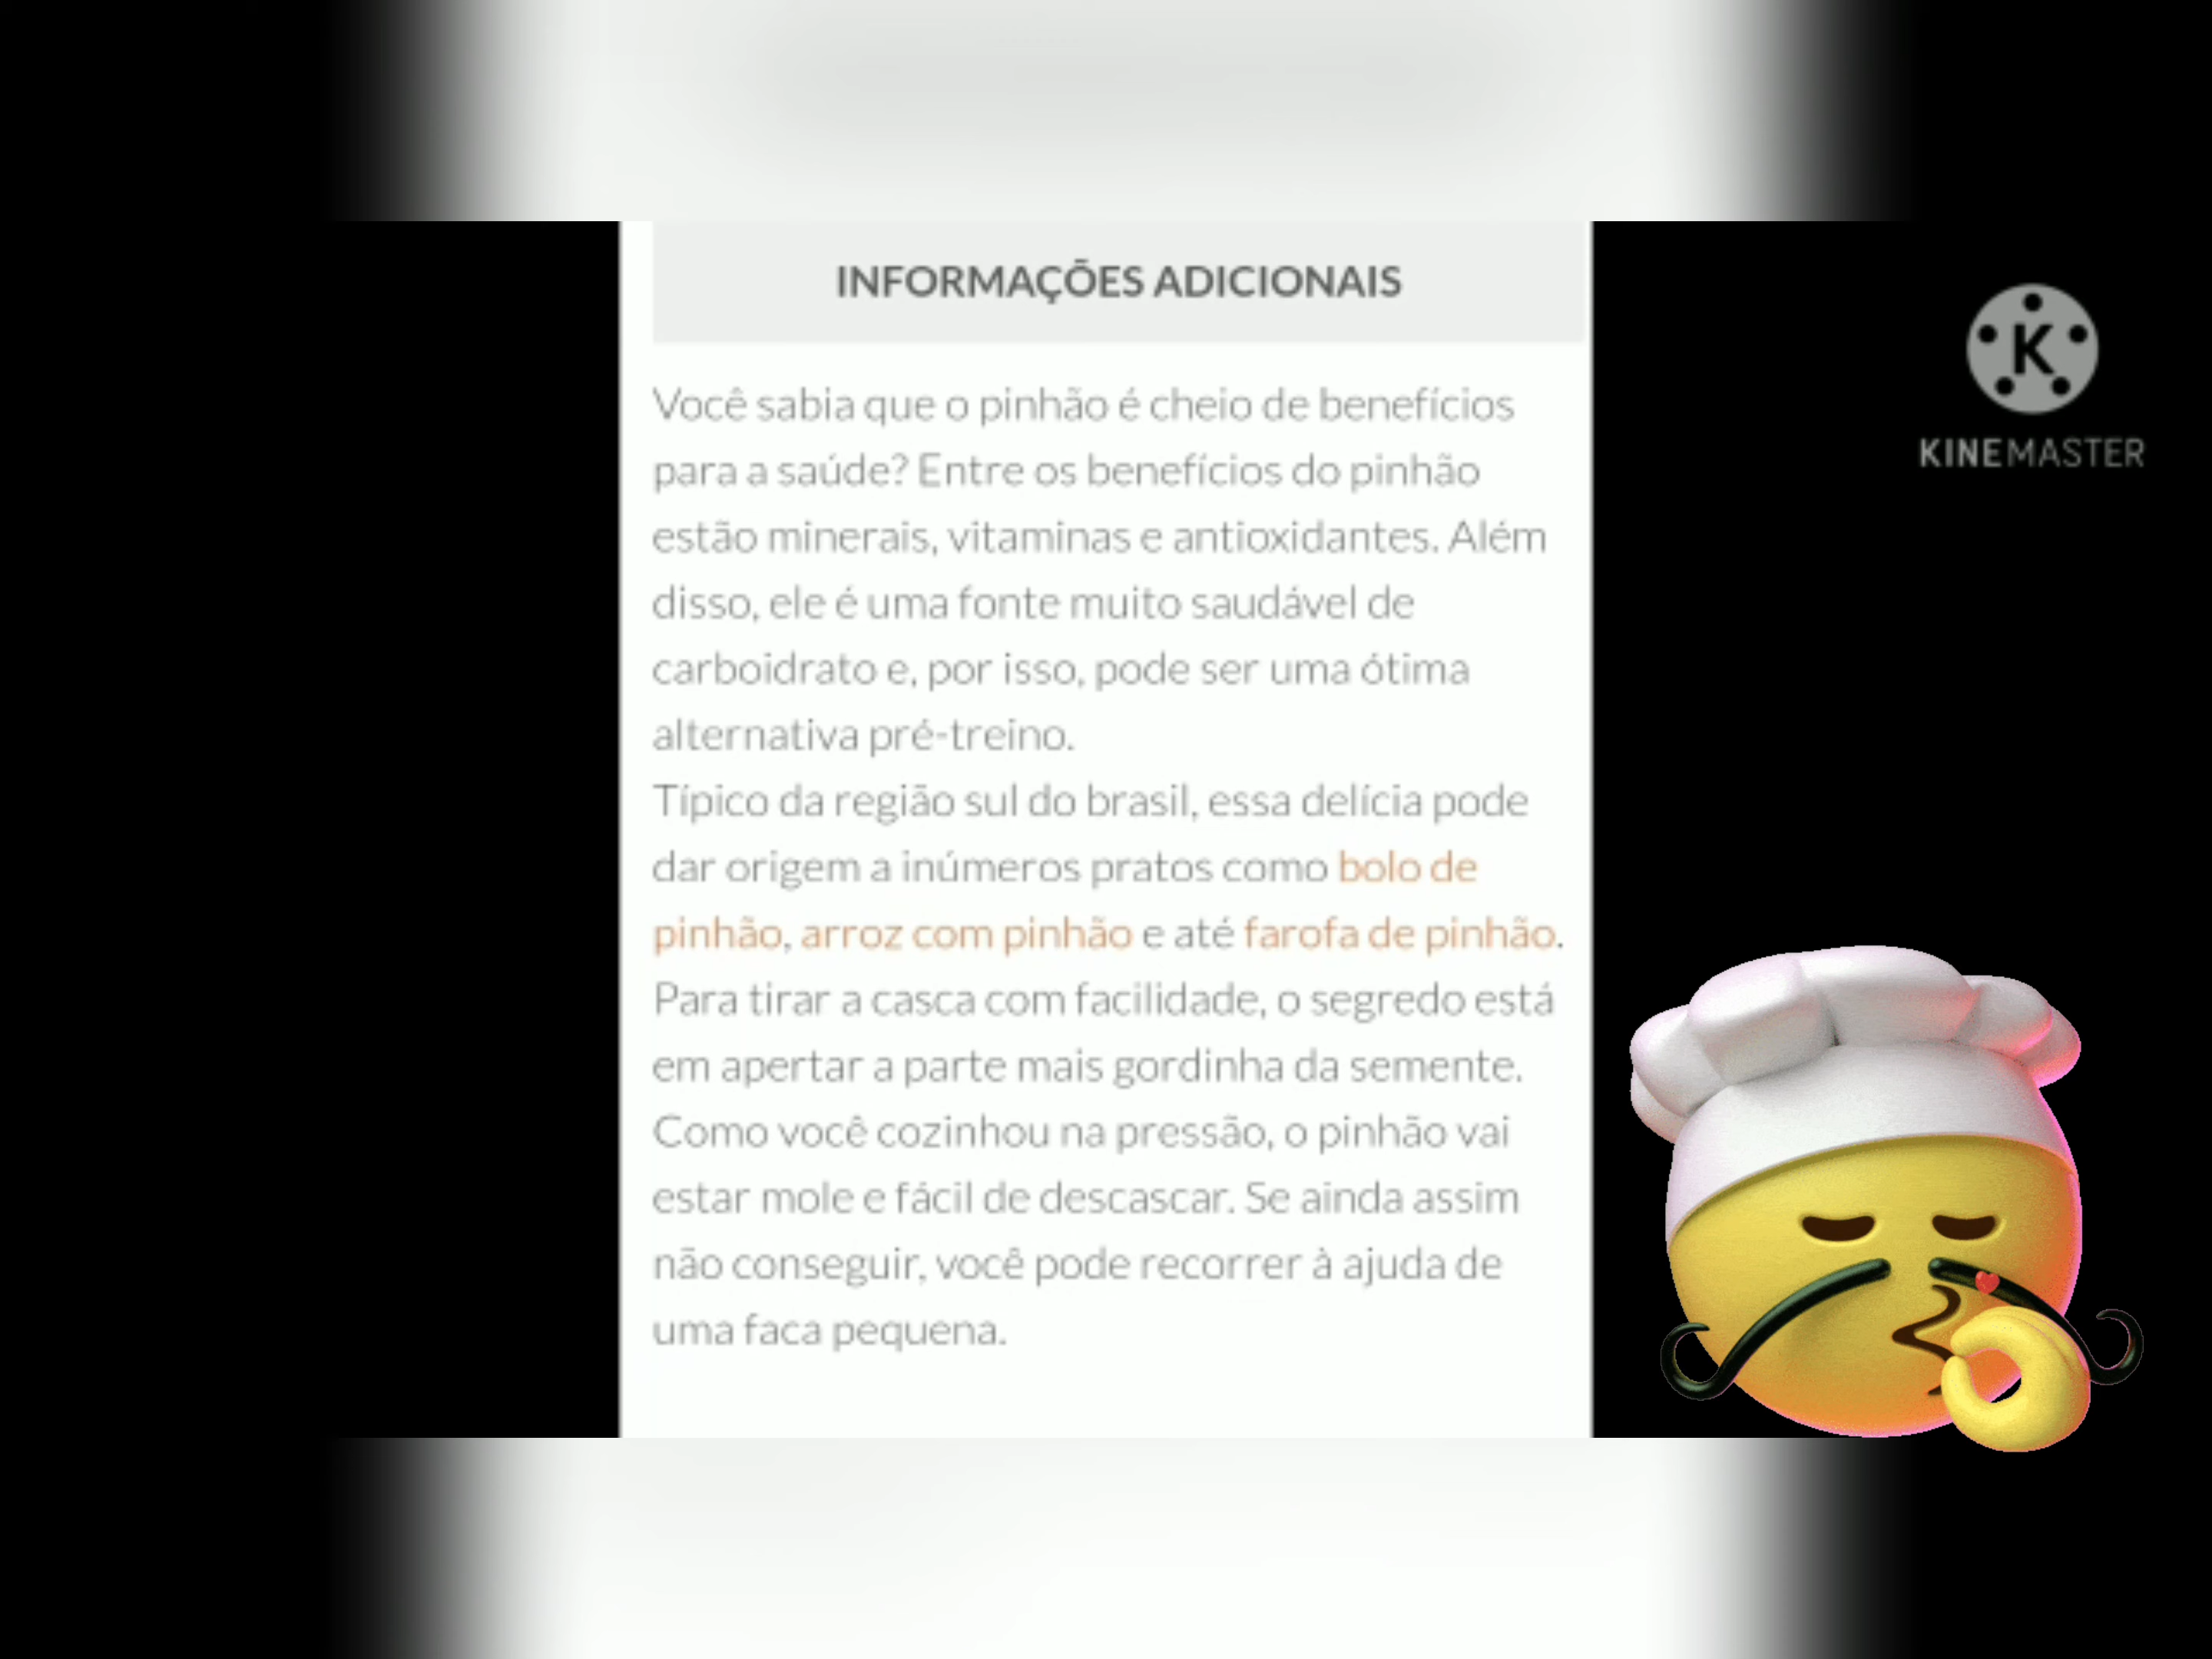 INFORMAÇÕES ADICIONAIS
Você sabia que o pinhão é cheio de benefícios
para a saúde? Entre os benefícios do pinhão
estão minerais, vitaminas e antioxidantes. Além
disso, ele é uma fonte muito saudável de
carboidrato e, por isso, pode ser uma ótima
alternativa pré-treino.
Típico da região sul do brasil, essa delícia pode
dar origem a inúmeros pratos como bolo de
pinhão, arroz com pinhão e até farofa de pinhão.
Para tirar a casca com facilidade, o segredo está
em apertar a parte mais gordinha da semente.
Como você cozinhou na pressão, o pinhão vai
estar mole e fácil de descascar. Se ainda assim
não conseguir, você pode recorrer à ajuda de
uma faca pequena.
K
KINEMASTER